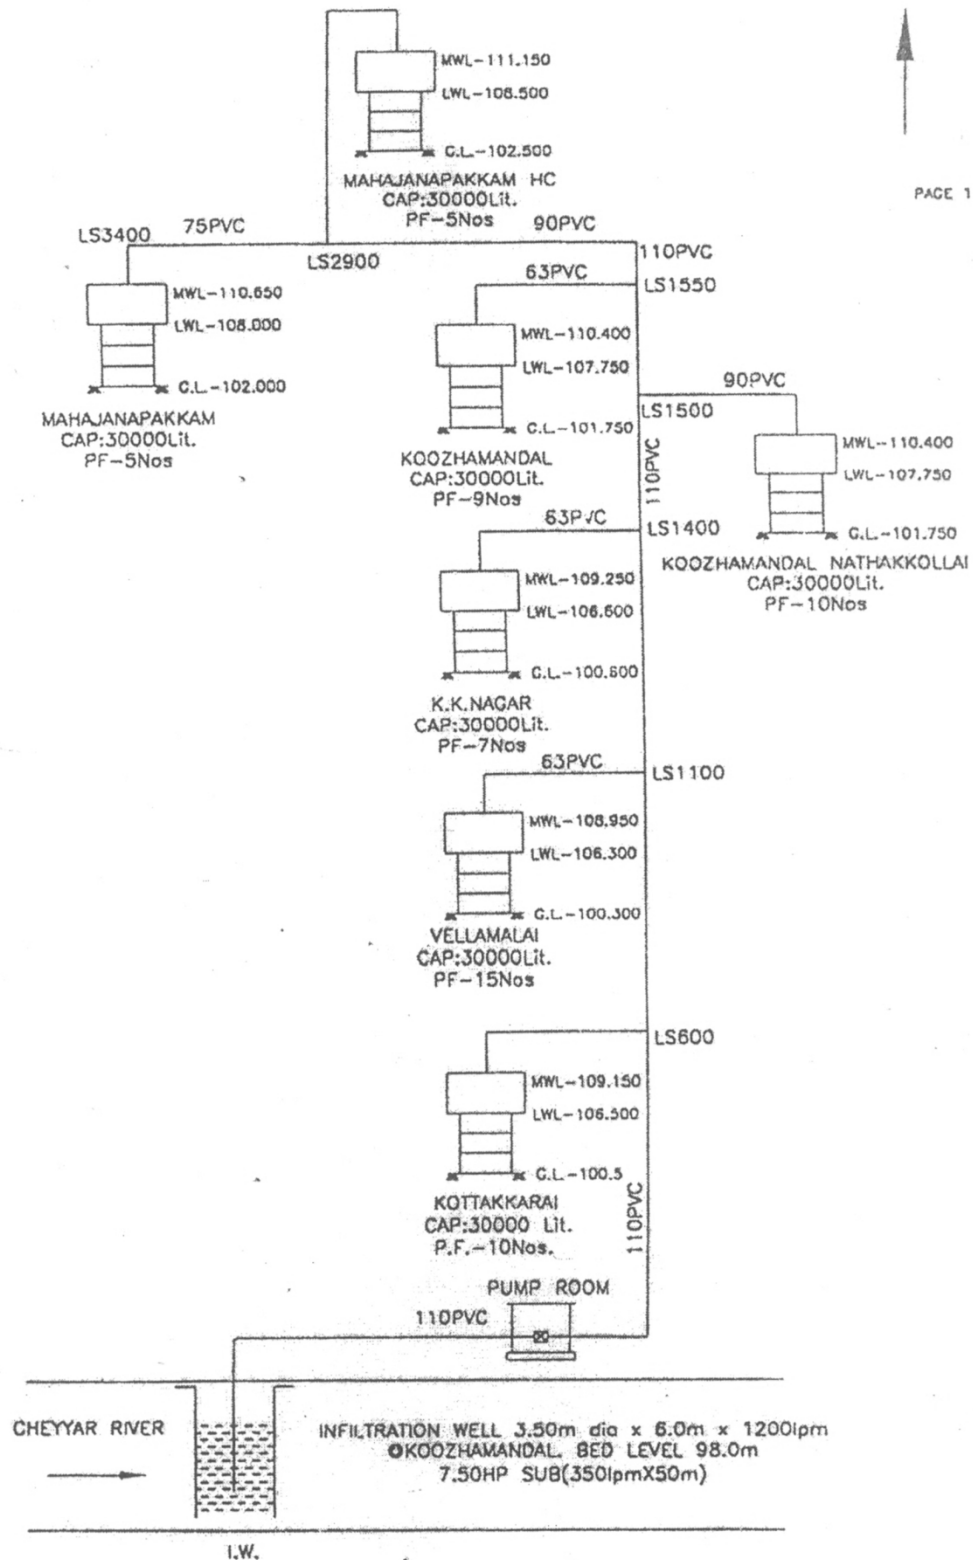 MWL-111.150
LWL-108.500
G.L.-102.500
MAHAJANAPAKKAM HC
CAP:30000Lit.
PF-5Nos
PAGE 1
LS3400
75PVC
LS2900
90PVC
110PVC
63PVC
LS1550
MWL-110.650
LWL-108.000
G.L.-102.000
MAHAJANAPAKKAM
CAP:30000Lit.
PF-5Nos
MWL-110.400
LWL-107.750
G.L.-101.750
KOOZHAMANDAL
CAP:30000Lit.
PF-9Nos
90PVC
LS1500
MWL-110.400
LWL-107.750
G.L.-101.750
KOOZHAMANDAL NATHAKKOLLAI
CAP:30000Lit.
PF-10Nos
110PVC
63PVC
LS1400
MWL-109.250
LWL-106.600
G.L.-100.600
K.K.NAGAR
CAP:30000Lit.
PF-7Nos
63PVC
LS1100
MWL-108.950
LWL-106.300
G.L.-100.300
VELLAMALAI
CAP:30000Lit.
PF-15Nos
LS600
MWL-109.150
LWL-106.500
G.L.-100.5
KOTTAKKARAI
CAP:30000 Lit.
P.F.-10Nos.
110PVC
PUMP ROOM
110PVC
CHEYYAR RIVER
INFILTRATION WELL 3.50m dia x 6.0m x 1200lpm
@KOOZHAMANDAL. BED LEVEL 98.0m
7.50HP SUB(350lpmX50m)
I.W.